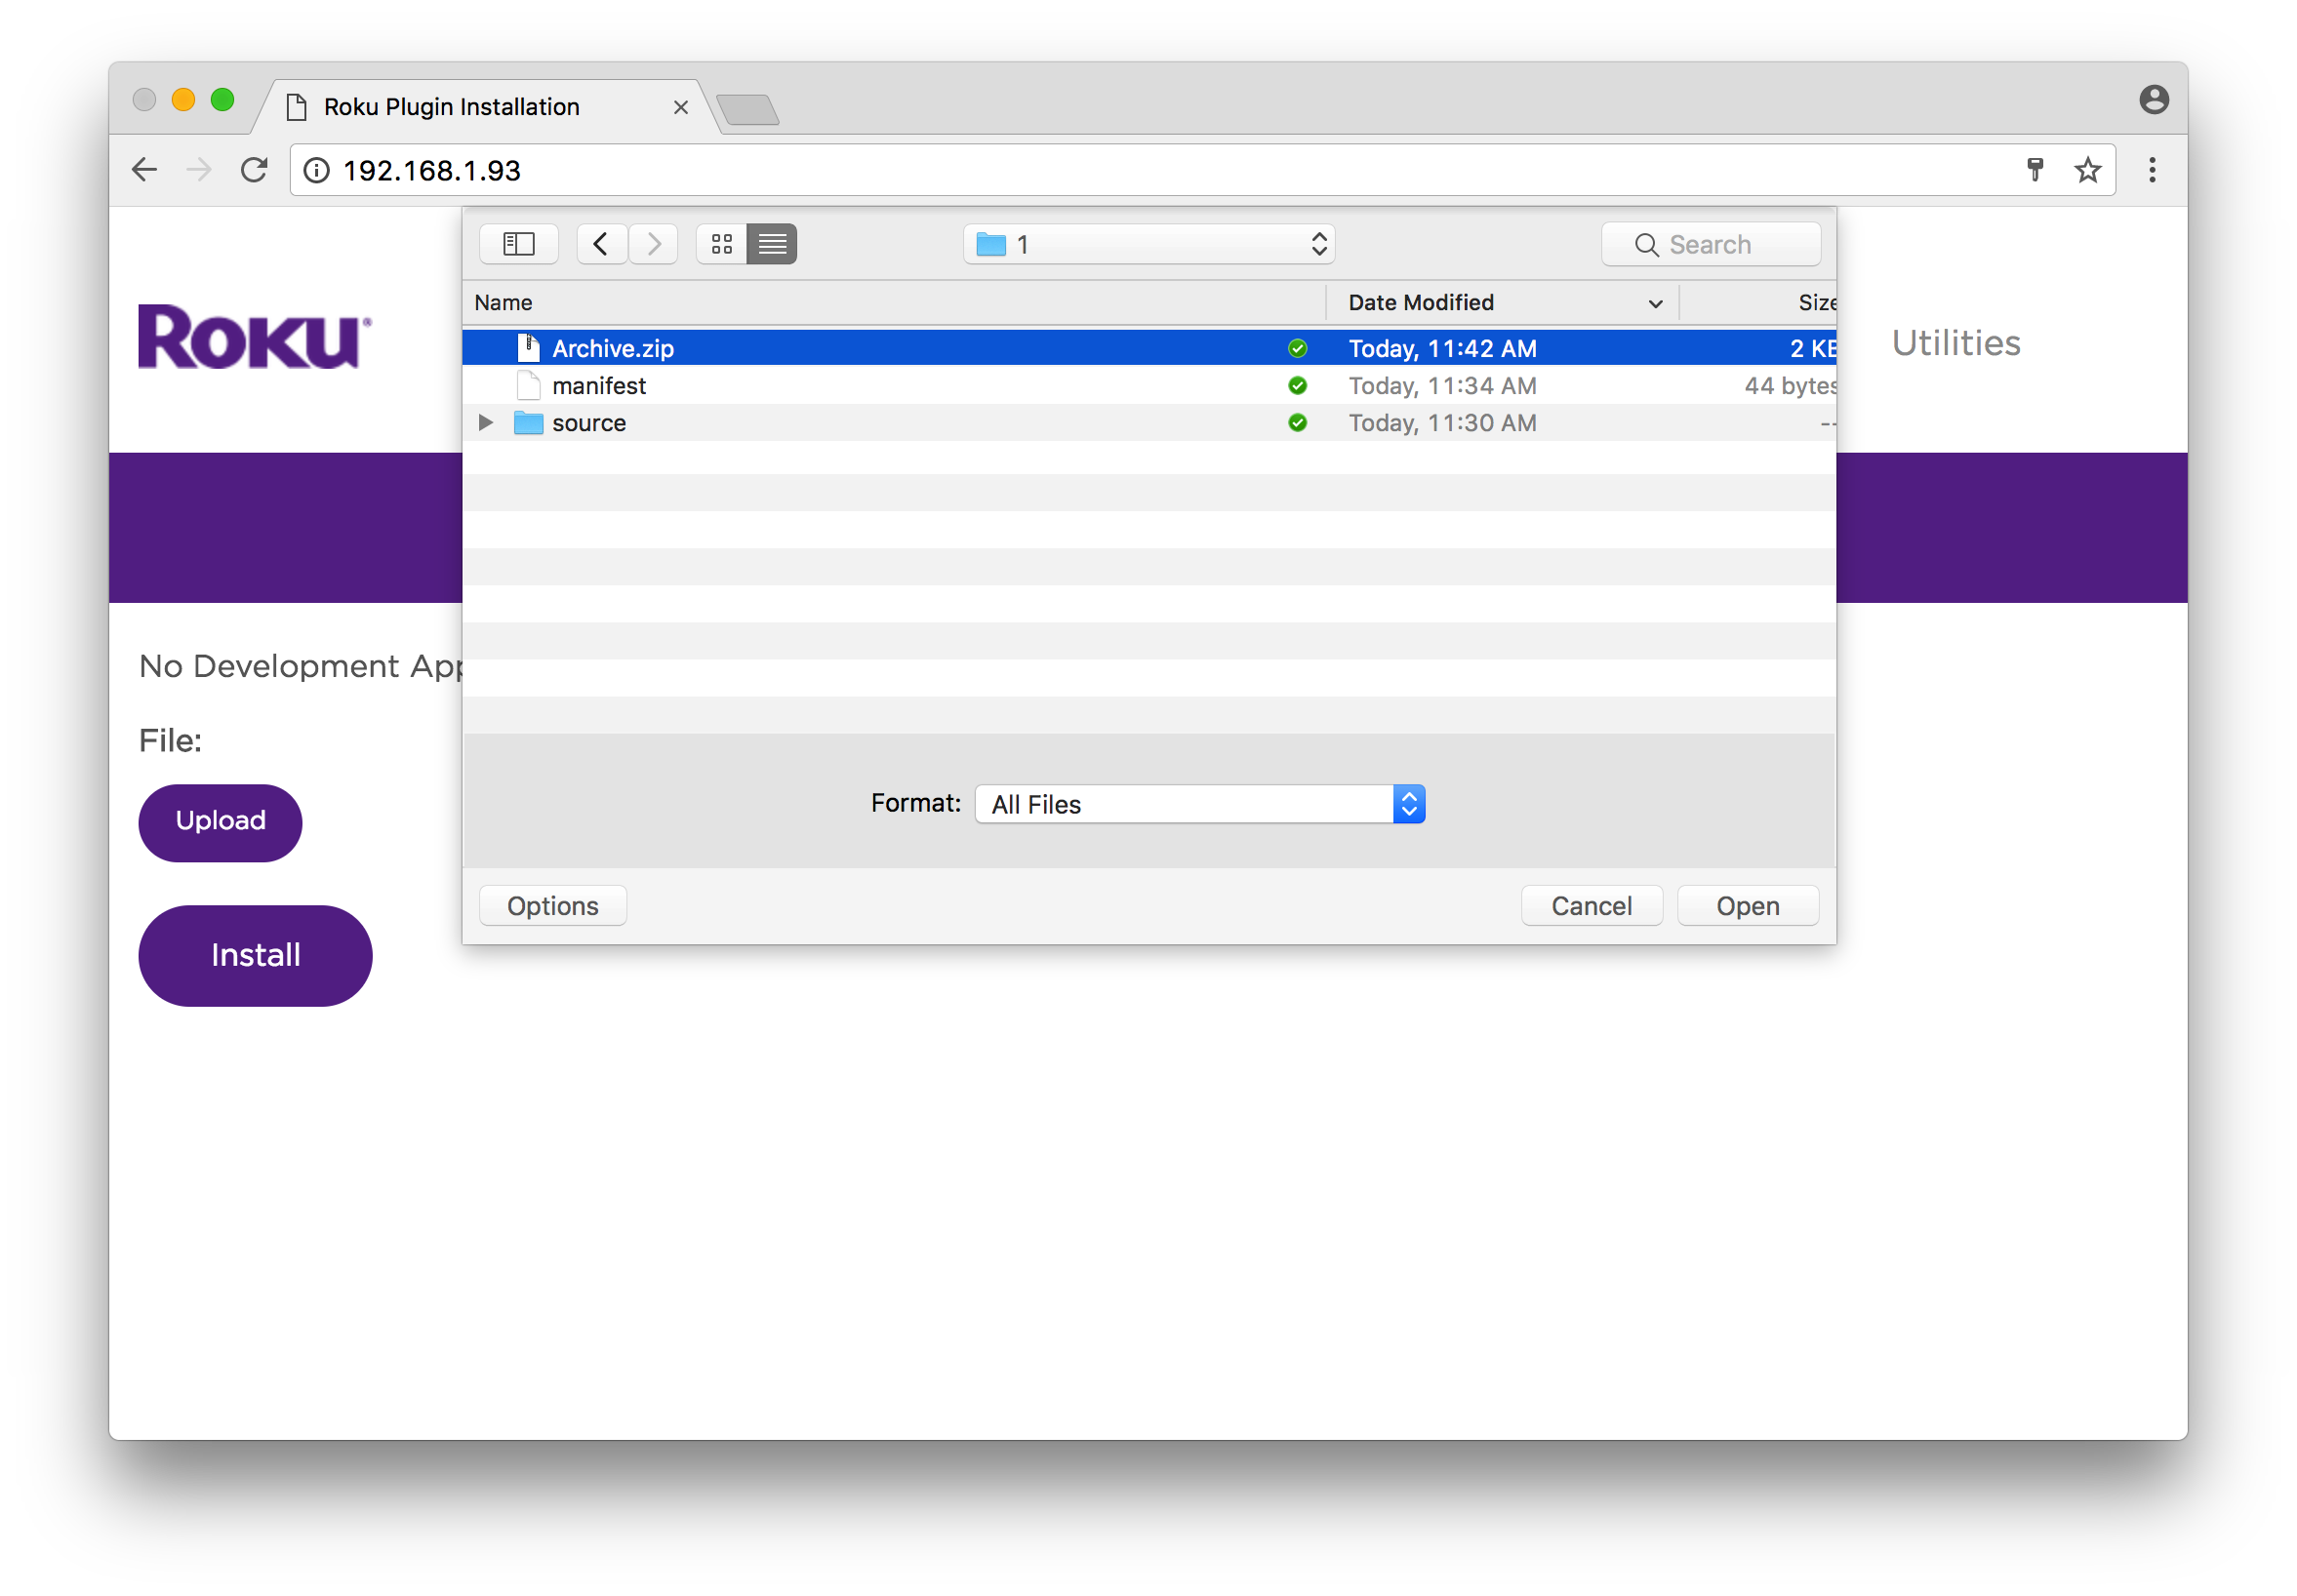 Roku Plugin Installation
192.168.1.93
1
Search
Name Date Modified Size
Archive.zip Today, 11:42 AM 2 KB
manifest Today, 11:34 AM 44 bytes
source Today, 11:30 AM --
ROKU®
Utilities
No Development App
File:
Upload
Format: All Files
Options Cancel Open
Install